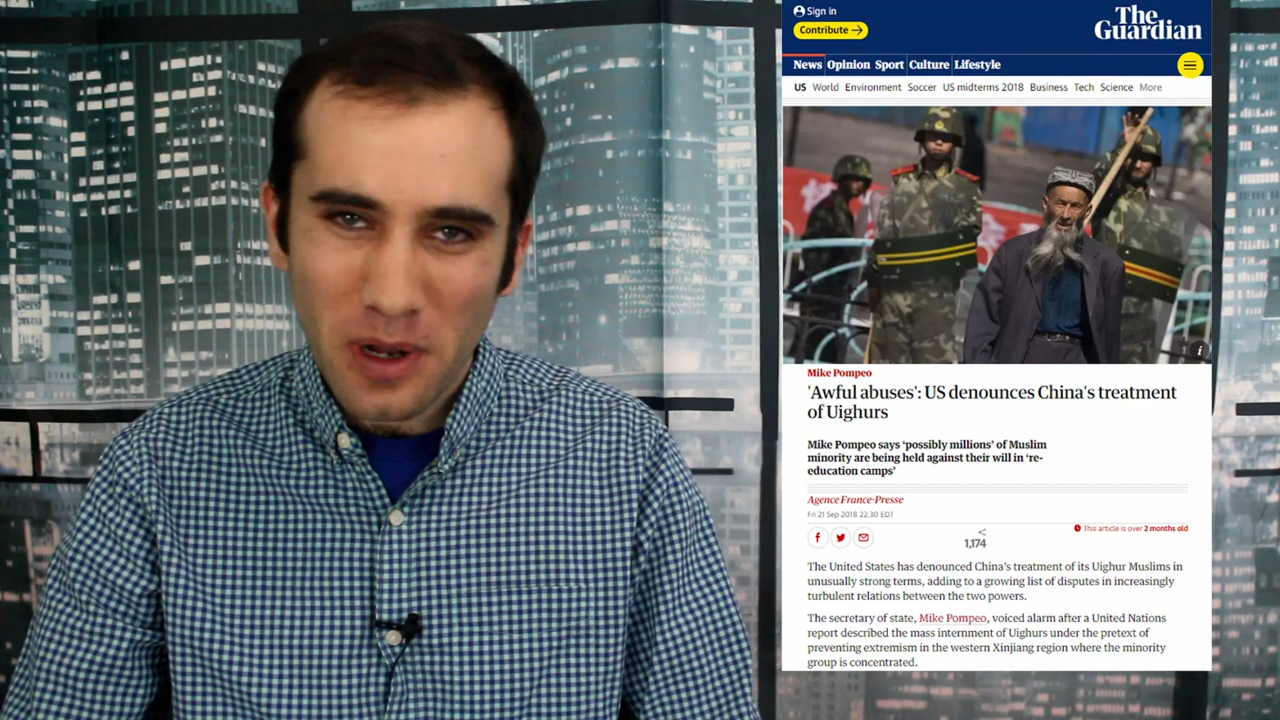 Sign in
Contribute →
The
Guardian
News Opinion Sport Culture Lifestyle
US World Environment Soccer US midterms 2018 Business Tech Science More
Mike Pompeo
'Awful abuses': US denounces China's treatment
of Uighurs
Mike Pompeo says ‘possibly millions’ of Muslim
minority are being held against their will in ‘re-
education camps’
Agence France-Presse
Fri 21 Sep 2018 22.30 EDT
This article is over 2 months old
1,174
The United States has denounced China's treatment of its Uighur Muslims in
unusually strong terms, adding to a growing list of disputes in increasingly
turbulent relations between the two powers.
The secretary of state, Mike Pompeo, voiced alarm after a United Nations
report described the mass internment of Uighurs under the pretext of
preventing extremism in the western Xinjiang region where the minority
group is concentrated.